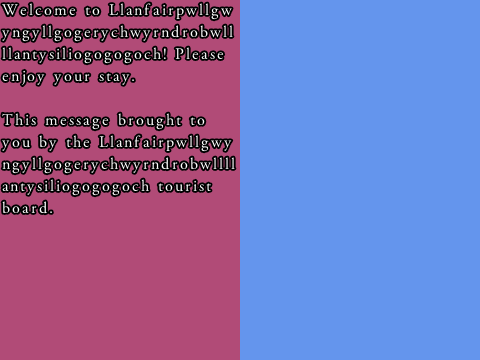 Welcome to Llanfairpwllgw
yngyllgogerychwyrndrobwll
llantysiliogogogoch! Please
enjoy your stay.

This message brought to
you by the Llanfairpwllgwy
ngyllgogerychwyrndrobwllll
antysiliogogogoch tourist
board.